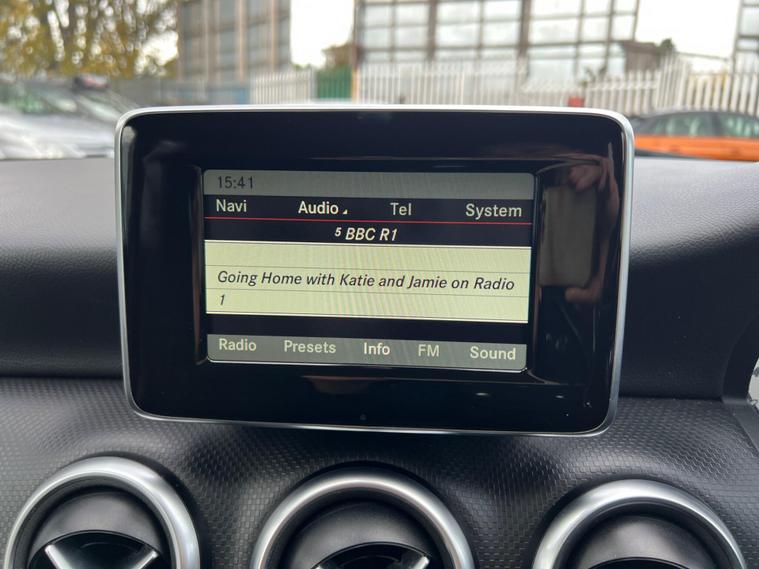 15:41
Navi Audio Tel System
5 BBC R1
Going Home with Katie and Jamie on Radio
1
Radio Presets Info FM Sound